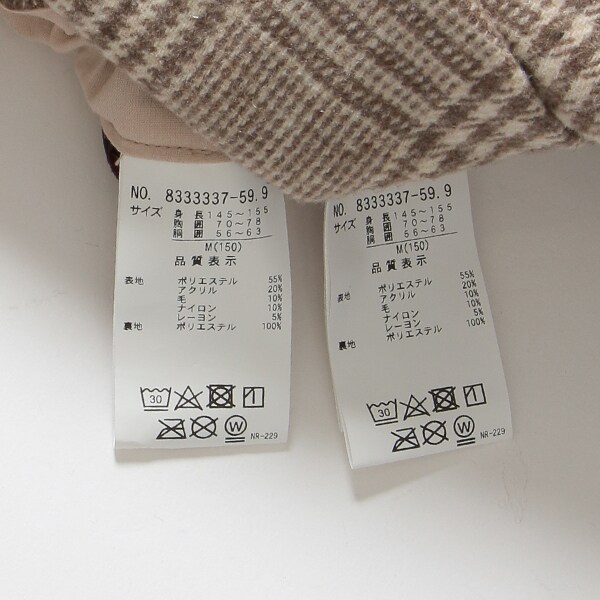 NO. 8333337-59.9
サイズ 身長 145~155
胸囲 70~78
胴囲 56~63
M(150)
品質表示
表地 ポリエステル 55%
アクリル 20%
毛 10%
ナイロン 10%
レーヨン 5%
裏地 ポリエステル 100%
30
W
NR-229
NO. 8333337-59.9
サイズ 身長 145~155
胸囲 70~78
胴囲 56~63
M(150)
品質表示
表地 ポリエステル 55%
アクリル 20%
毛 10%
ナイロン 10%
レーヨン 5%
裏地 ポリエステル 100%
30
W
NR-229